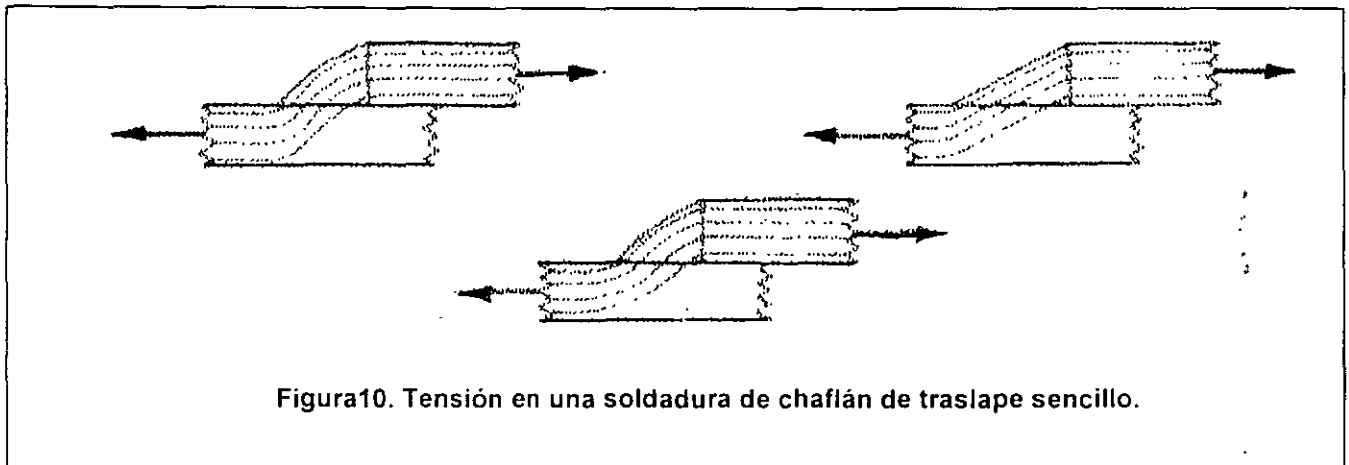 Figura10. Tensión en una soldadura de chaflán de traslape sencillo.